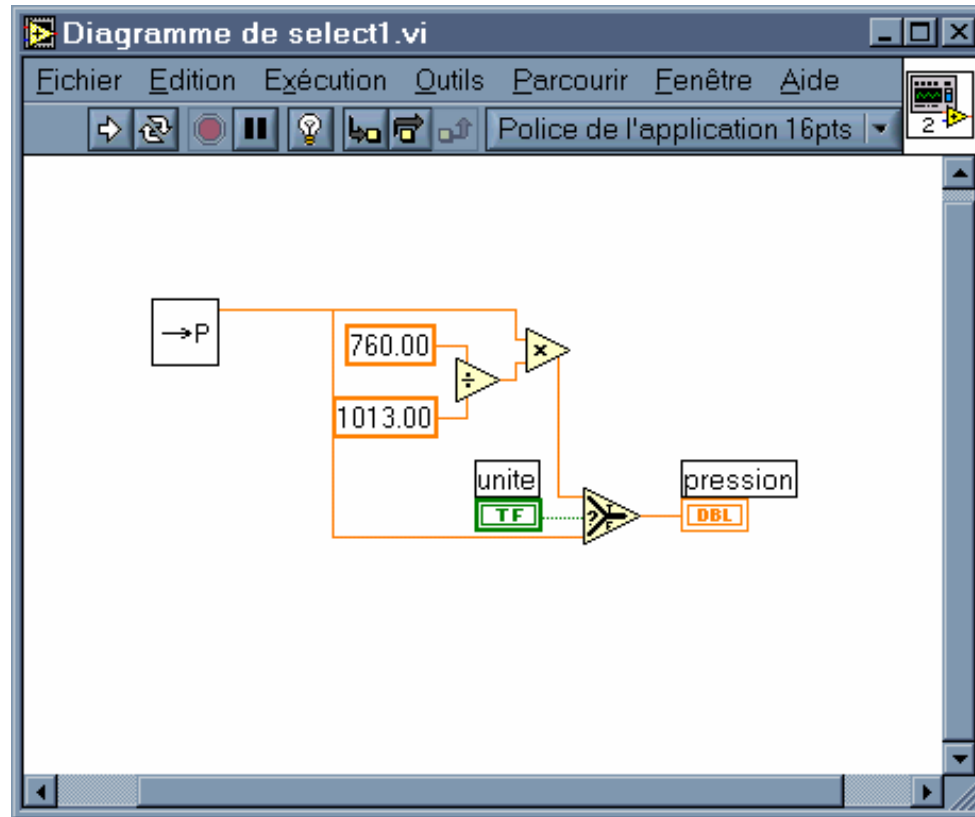 Diagramme de select1.vi
Fichier Edition Exécution Outils Parcourir Fenêtre Aide
Police de l'application 16pts
2
→P
760.00
×
÷
1013.00
unite
pression
TF
? T F
DBL